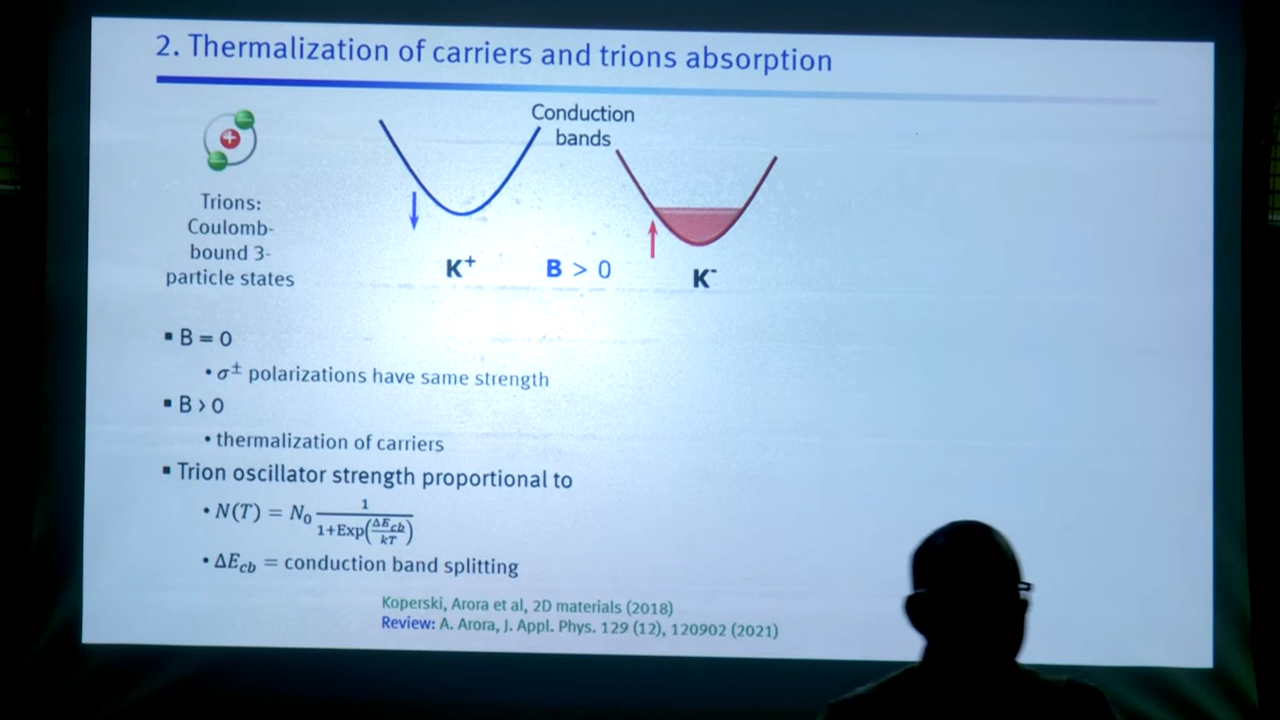 2. Thermalization of carriers and trions absorption
Conduction
bands
Trions:
Coulomb-
bound 3-
particle states
K⁺
B > 0
K⁻
▪ B = 0
• σ± polarizations have same strength
▪ B > 0
• thermalization of carriers
▪ Trion oscillator strength proportional to
• N(T) = N₀ 1/(1+Exp(ΔE_cb/kT))
• ΔE_cb = conduction band splitting
Koperski, Arora et al, 2D materials (2018)
Review: A. Arora, J. Appl. Phys. 129 (12), 120902 (2021)